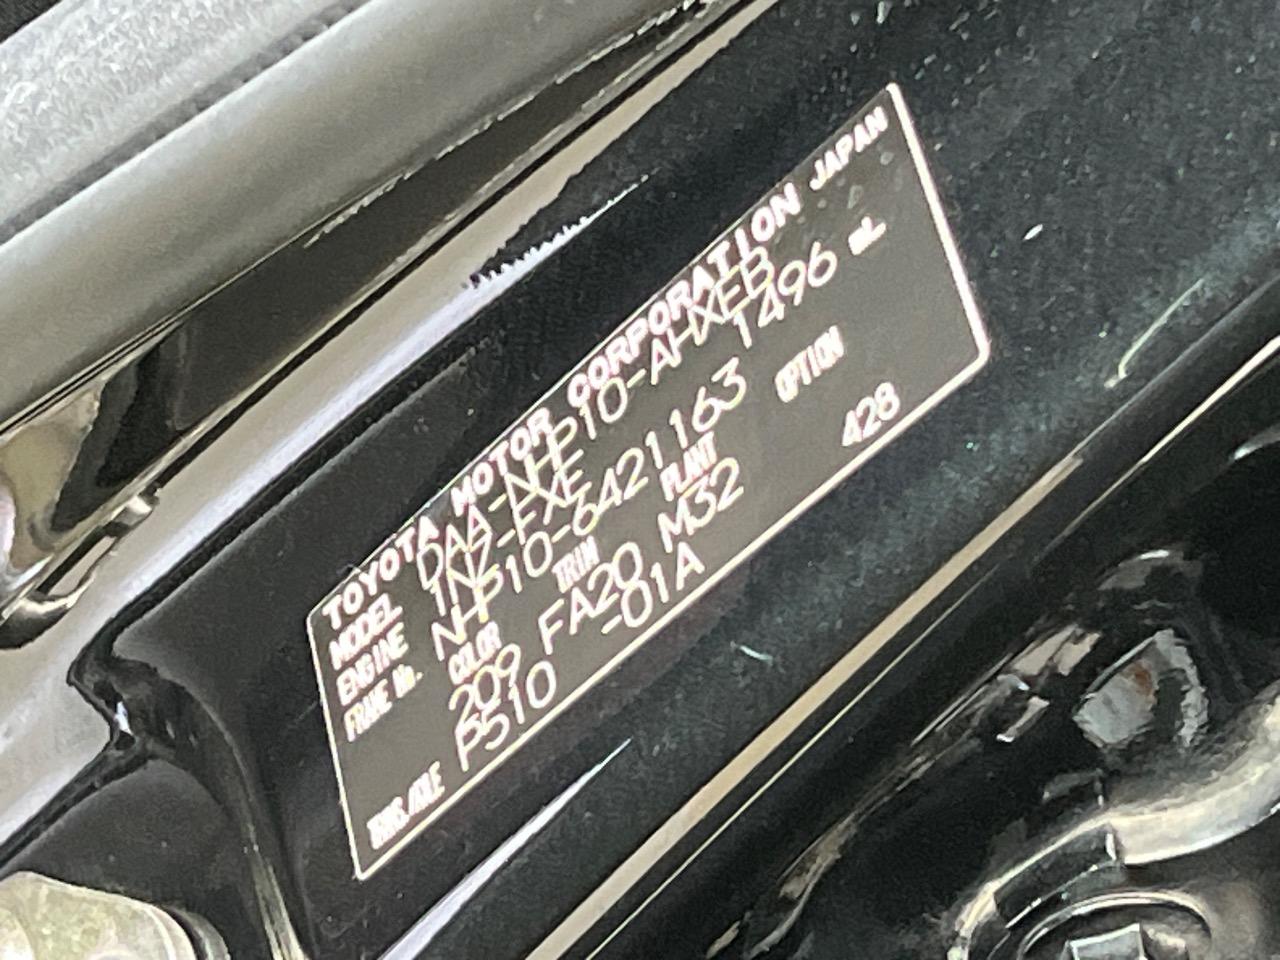 TOYOTA MOTOR CORPORATION JAPAN
MODEL DAA-NHP10-AHXEB
ENGINE 1NZ-FXE 1496 mL
FRAME No. NHP10-6421163
COLOR TRIM PLANT OPTION
209 FA20 M32 428
TRANS./AXLE P510 -01A